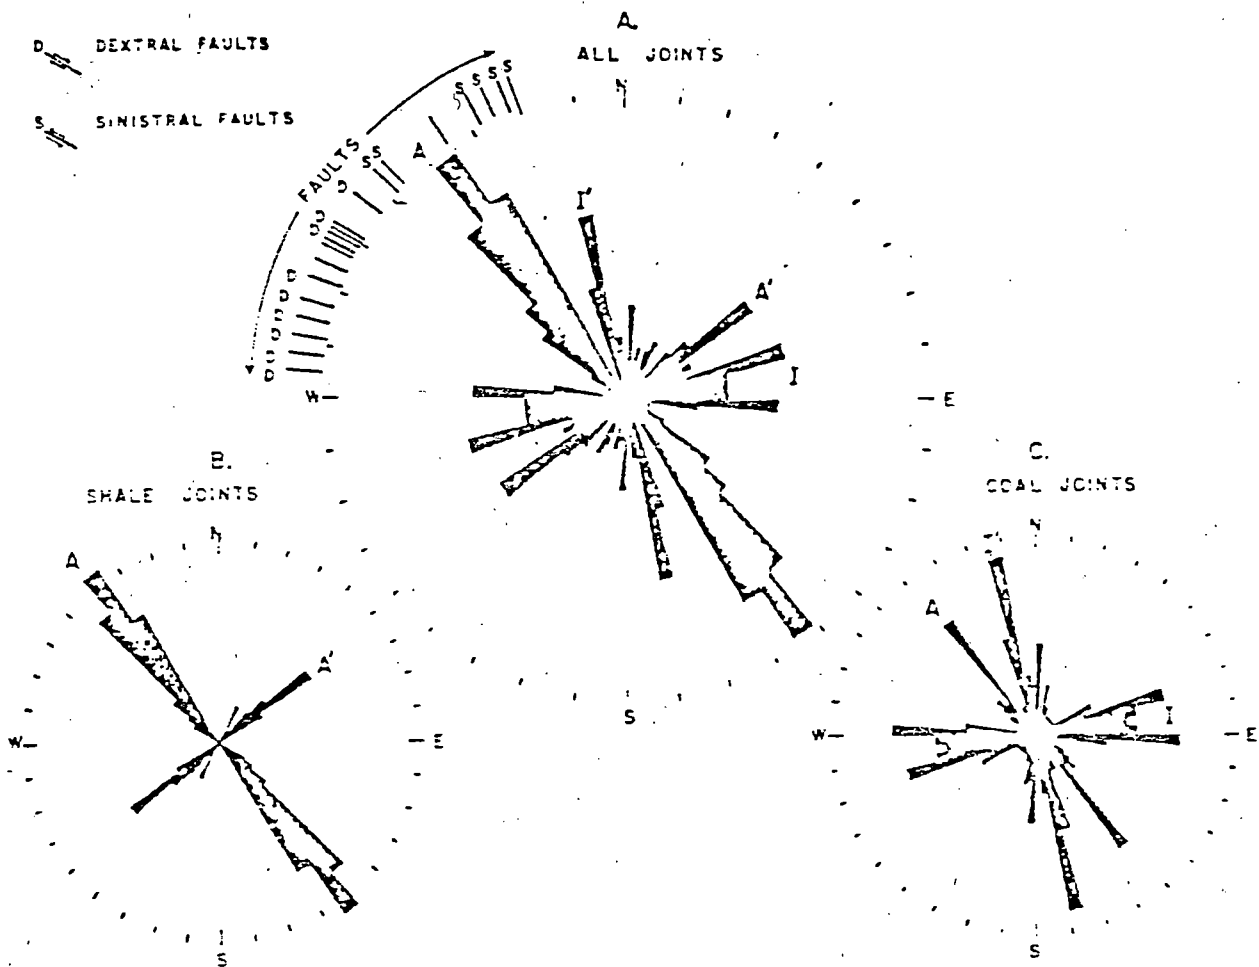 A.
ALL JOINTS
D DEXTRAL FAULTS
S SINISTRAL FAULTS
N
S S S S
FAULTS
S S
D
D
D
D
D
D
D
D
D
A
I'
A'
I
W
E
S
B.
SHALE JOINTS
N
A
A'
W
E
S
C.
COAL JOINTS
N
A
I
W
E
S